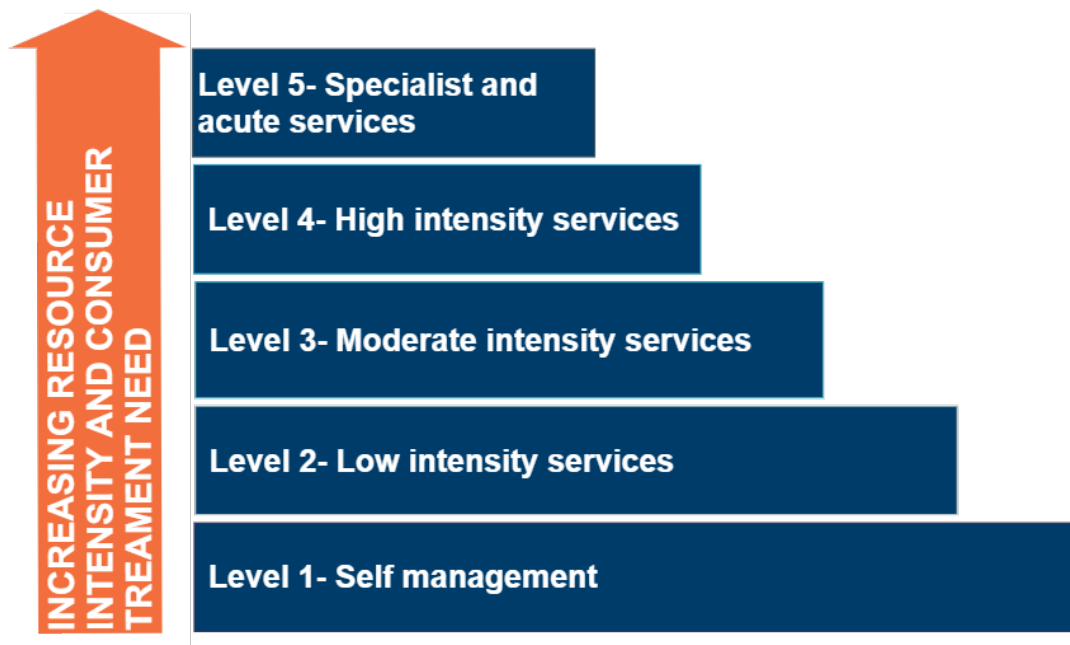 Level 5- Specialist and
acute services
Level 4- High intensity services
Level 3- Moderate intensity services
Level 2- Low intensity services
Level 1- Self management
INCREASING RESOURCE
INTENSITY AND CONSUMER
TREAMENT NEED